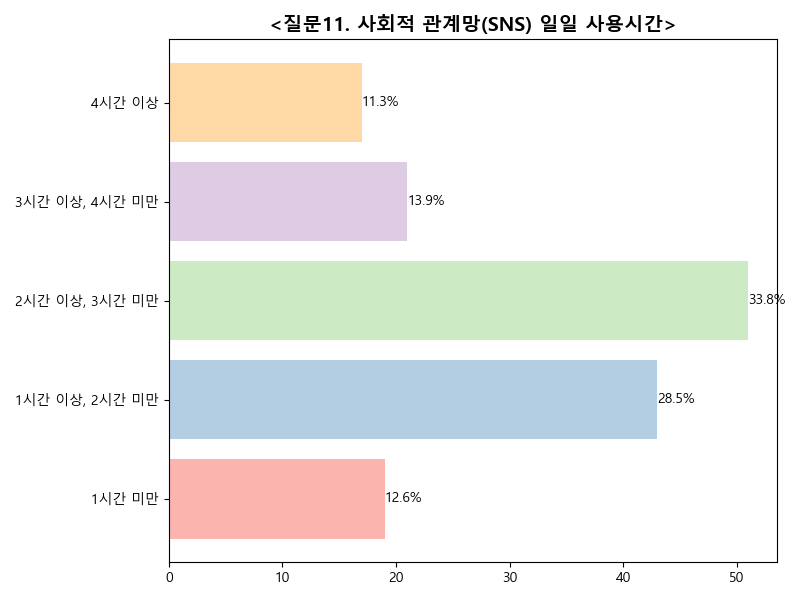 <질문11. 사회적 관계망(SNS) 일일 사용시간>
4시간 이상
11.3%
3시간 이상, 4시간 미만
13.9%
2시간 이상, 3시간 미만
33.8%
1시간 이상, 2시간 미만
28.5%
1시간 미만
12.6%
0
10
20
30
40
50